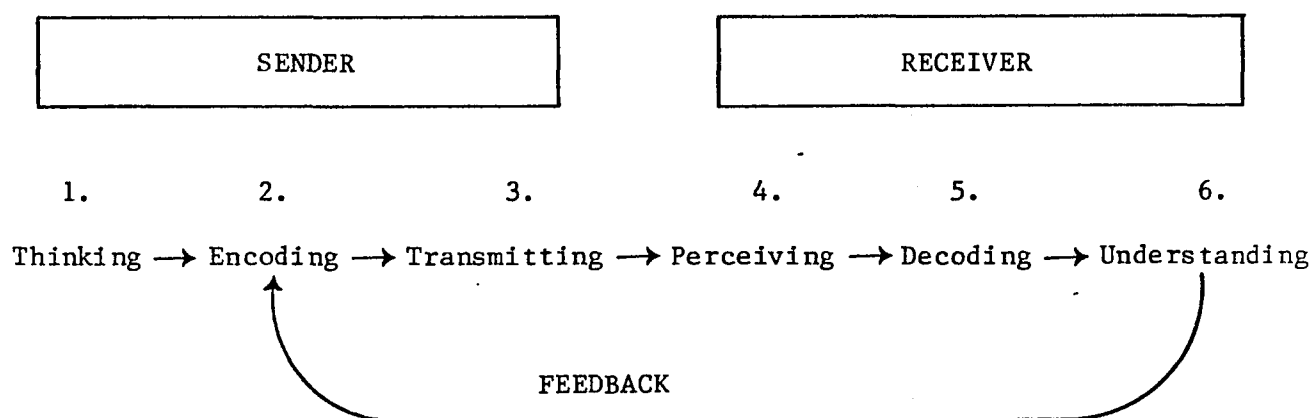 SENDER RECEIVER
1. 2. 3. 4. 5. 6.
Thinking → Encoding → Transmitting → Perceiving → Decoding → Understanding
FEEDBACK